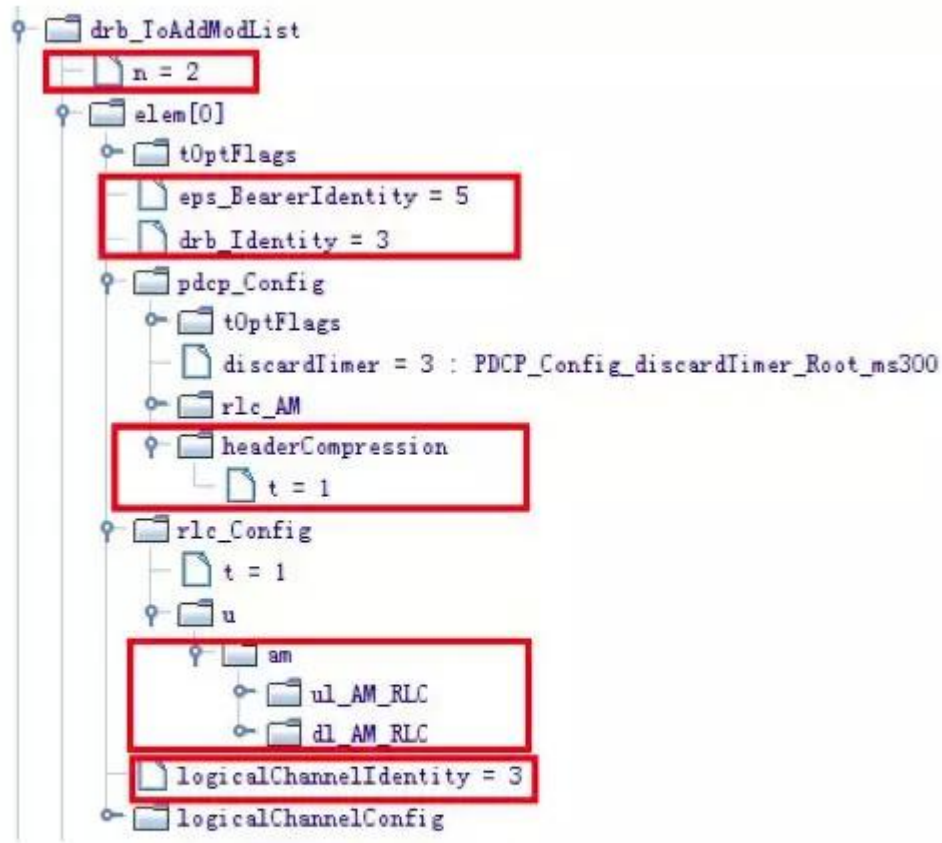 drb_ToAddModList
n = 2
elem[0]
tOptFlags
eps_BearerIdentity = 5
drb_Identity = 3
pdcp_Config
tOptFlags
discardTimer = 3 : PDCP_Config_discardTimer_Root_ms300
rlc_AM
headerCompression
t = 1
rlc_Config
t = 1
u
am
ul_AM_RLC
dl_AM_RLC
logicalChannelIdentity = 3
logicalChannelConfig